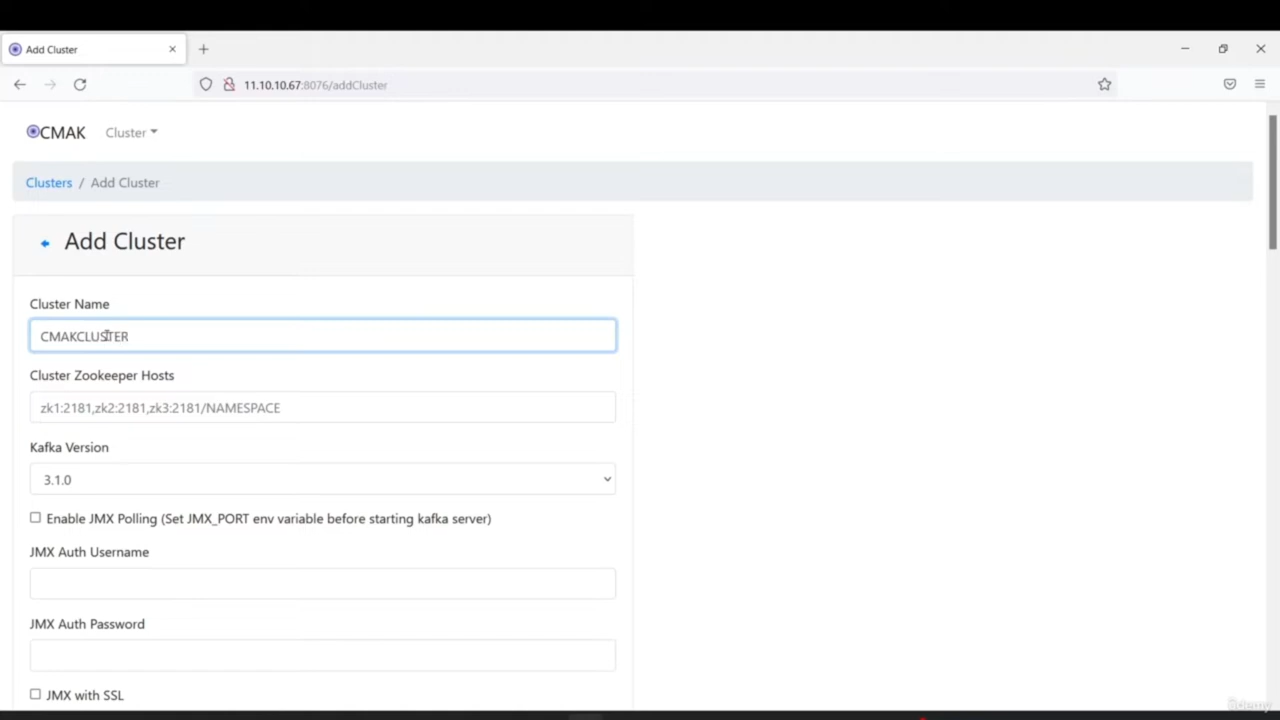 Add Cluster
11.10.10.67:8076/addCluster
CMAK Cluster
Clusters / Add Cluster
Add Cluster
Cluster Name
CMAKCLUSTER
Cluster Zookeeper Hosts
zk1:2181,zk2:2181,zk3:2181/NAMESPACE
Kafka Version
3.1.0
Enable JMX Polling (Set JMX_PORT env variable before starting kafka server)
JMX Auth Username
JMX Auth Password
JMX with SSL
ûdemy